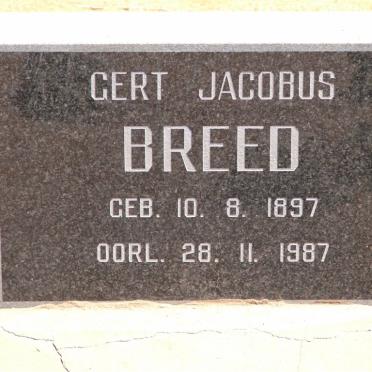 GERT JACOBUS
BREED
GEB. 10. 8. 1897
OORL. 28. 11. 1987